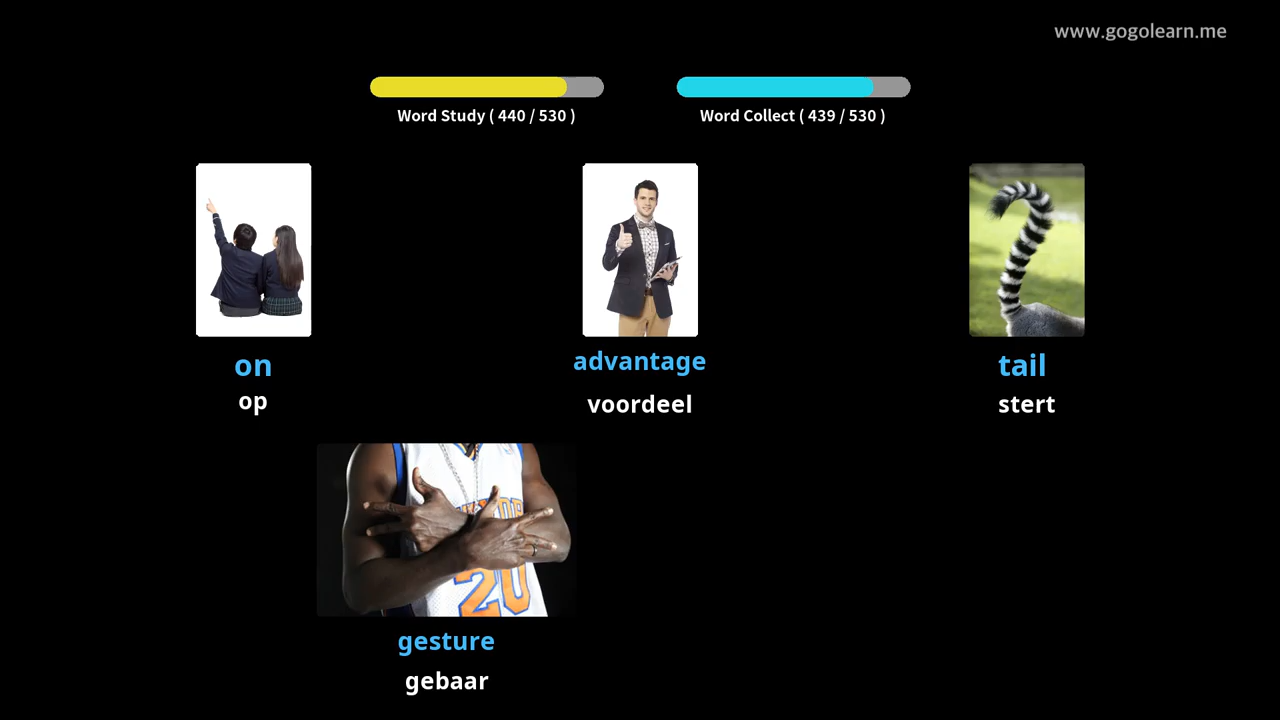 www.gogolearn.me
Word Study ( 440 / 530 )
Word Collect ( 439 / 530 )
on
op
advantage
voordeel
tail
stert
20
gesture
gebaar